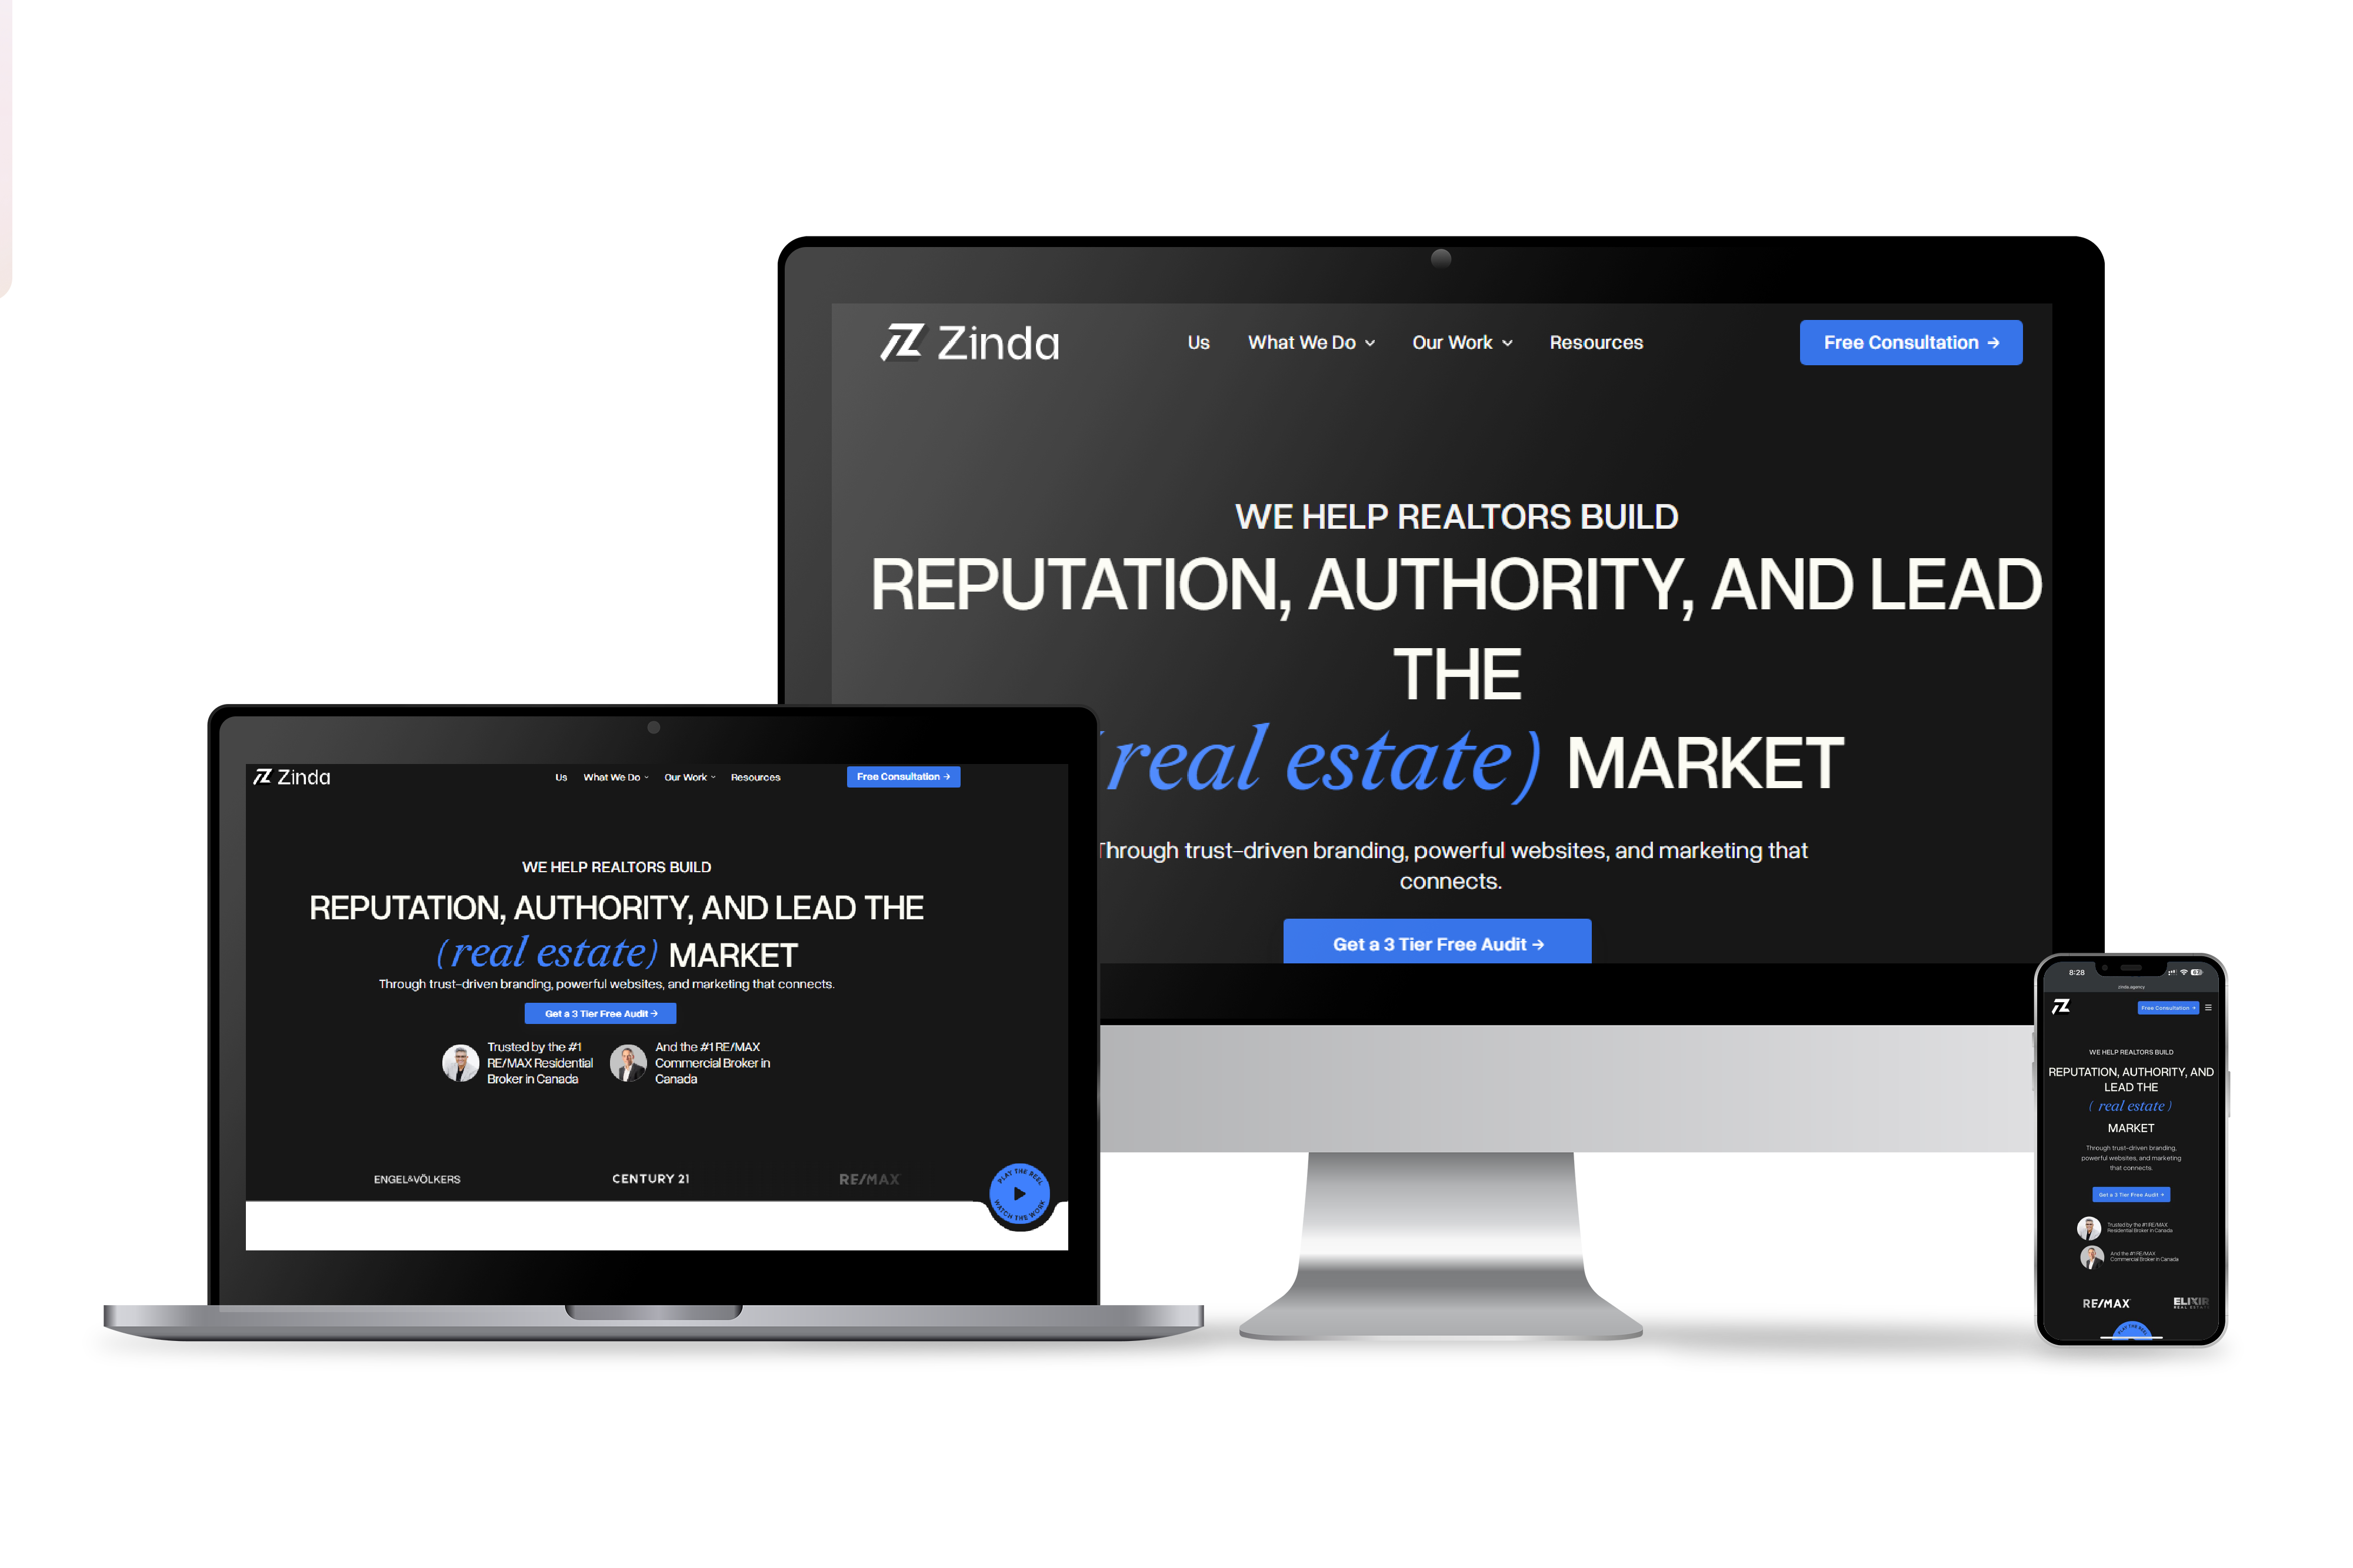 Zinda
Us What We Do Our Work Resources
Free Consultation →
WE HELP REALTORS BUILD
REPUTATION, AUTHORITY, AND LEAD
THE
(real estate) MARKET
Through trust-driven branding, powerful websites, and marketing that
connects.
Get a 3 Tier Free Audit →
Zinda
Us What We Do Our Work Resources
Free Consultation →
WE HELP REALTORS BUILD
REPUTATION, AUTHORITY, AND LEAD THE
(real estate) MARKET
Through trust-driven branding, powerful websites, and marketing that connects.
Get a 3 Tier Free Audit →
Trusted by the #1
RE/MAX Residential
Broker in Canada
And the #1 RE/MAX
Commercial Broker in
Canada
ENGEL&VÖLKERS
CENTURY 21
RE/MAX
PLAY THE REEL
WATCH THE WORK
8:28
zinda.agency
Free Consultation →
WE HELP REALTORS BUILD
REPUTATION, AUTHORITY, AND
LEAD THE
( real estate )
MARKET
Through trust-driven branding,
powerful websites, and marketing
that connects.
Get a 3 Tier Free Audit →
Trusted by the #1 RE/MAX
Residential Broker in Canada
And the #1 RE/MAX
Commercial Broker in Canada
RE/MAX
ELIXIR
REAL ESTATE
PLAY THE REEL